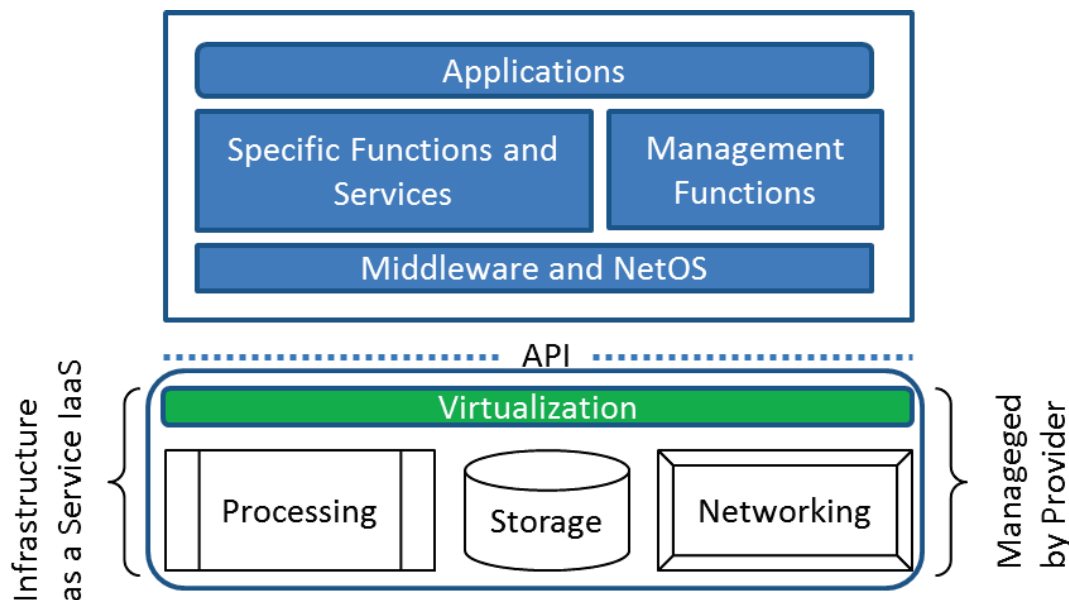 Applications
Specific Functions and
Services
Management
Functions
Middleware and NetOS
API
Infrastructure
as a Service IaaS
Virtualization
Processing
Storage
Networking
Manageged
by Provider